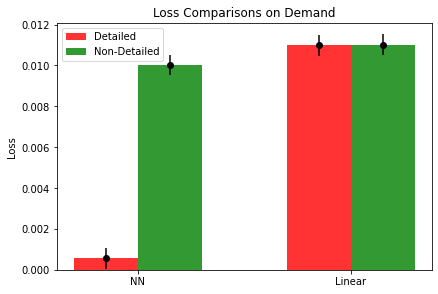 Loss Comparisons on Demand
Detailed
Non-Detailed
Loss
0.012
0.010
0.008
0.006
0.004
0.002
0.000
NN
Linear